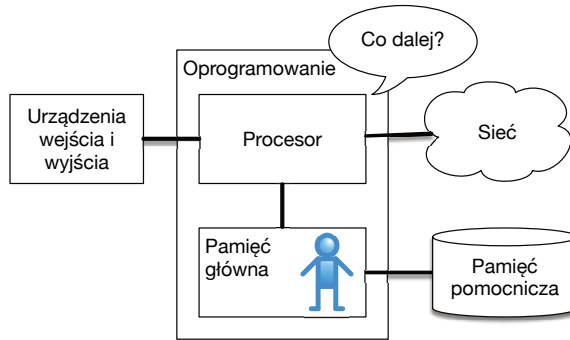 Co dalej?
Oprogramowanie
Urządzenia
wejścia i
wyjścia
Procesor
Sieć
Pamięć
główna
Pamięć
pomocnicza